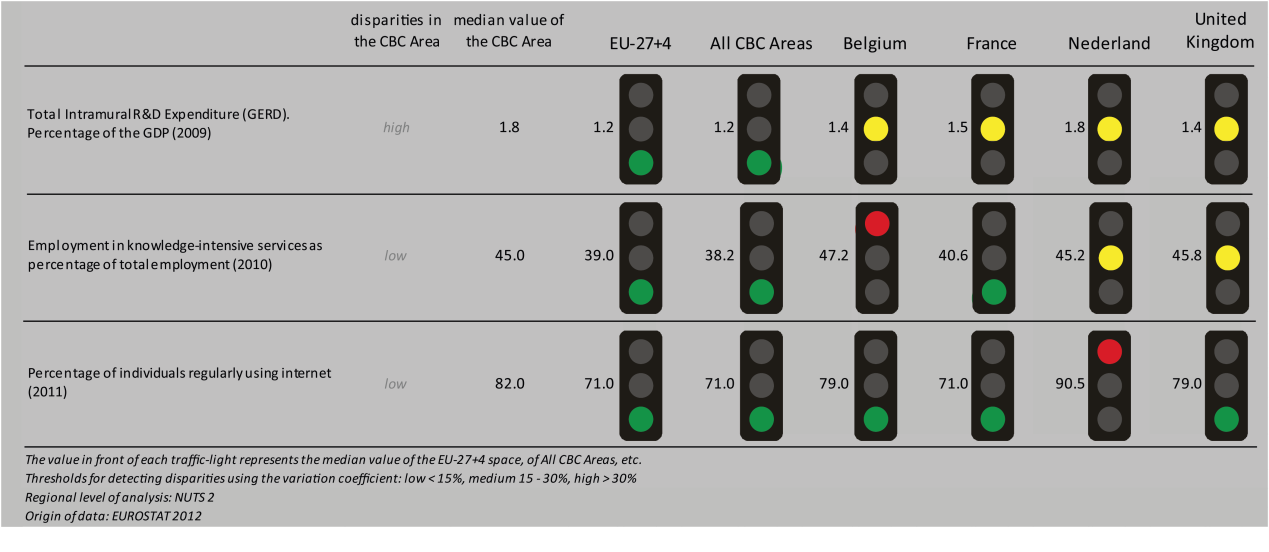 disparities in the CBC Area
median value of the CBC Area
EU-27+4
All CBC Areas
Belgium
France
Nederland
United Kingdom
Total Intramural R&D Expenditure (GERD).
Percentage of the GDP (2009)
high 1.8 1.2 1.2 1.4 1.5 1.8 1.4
Employment in knowledge-intensive services as
percentage of total employment (2010)
low 45.0 39.0 38.2 47.2 40.6 45.2 45.8
Percentage of individuals regularly using internet
(2011)
low 82.0 71.0 71.0 79.0 71.0 90.5 79.0
The value in front of each traffic-light represents the median value of the EU-27+4 space, of All CBC Areas, etc.
Thresholds for detecting disparities using the variation coefficient: low < 15%, medium 15 - 30%, high > 30%
Regional level of analysis: NUTS 2
Origin of data: EUROSTAT 2012